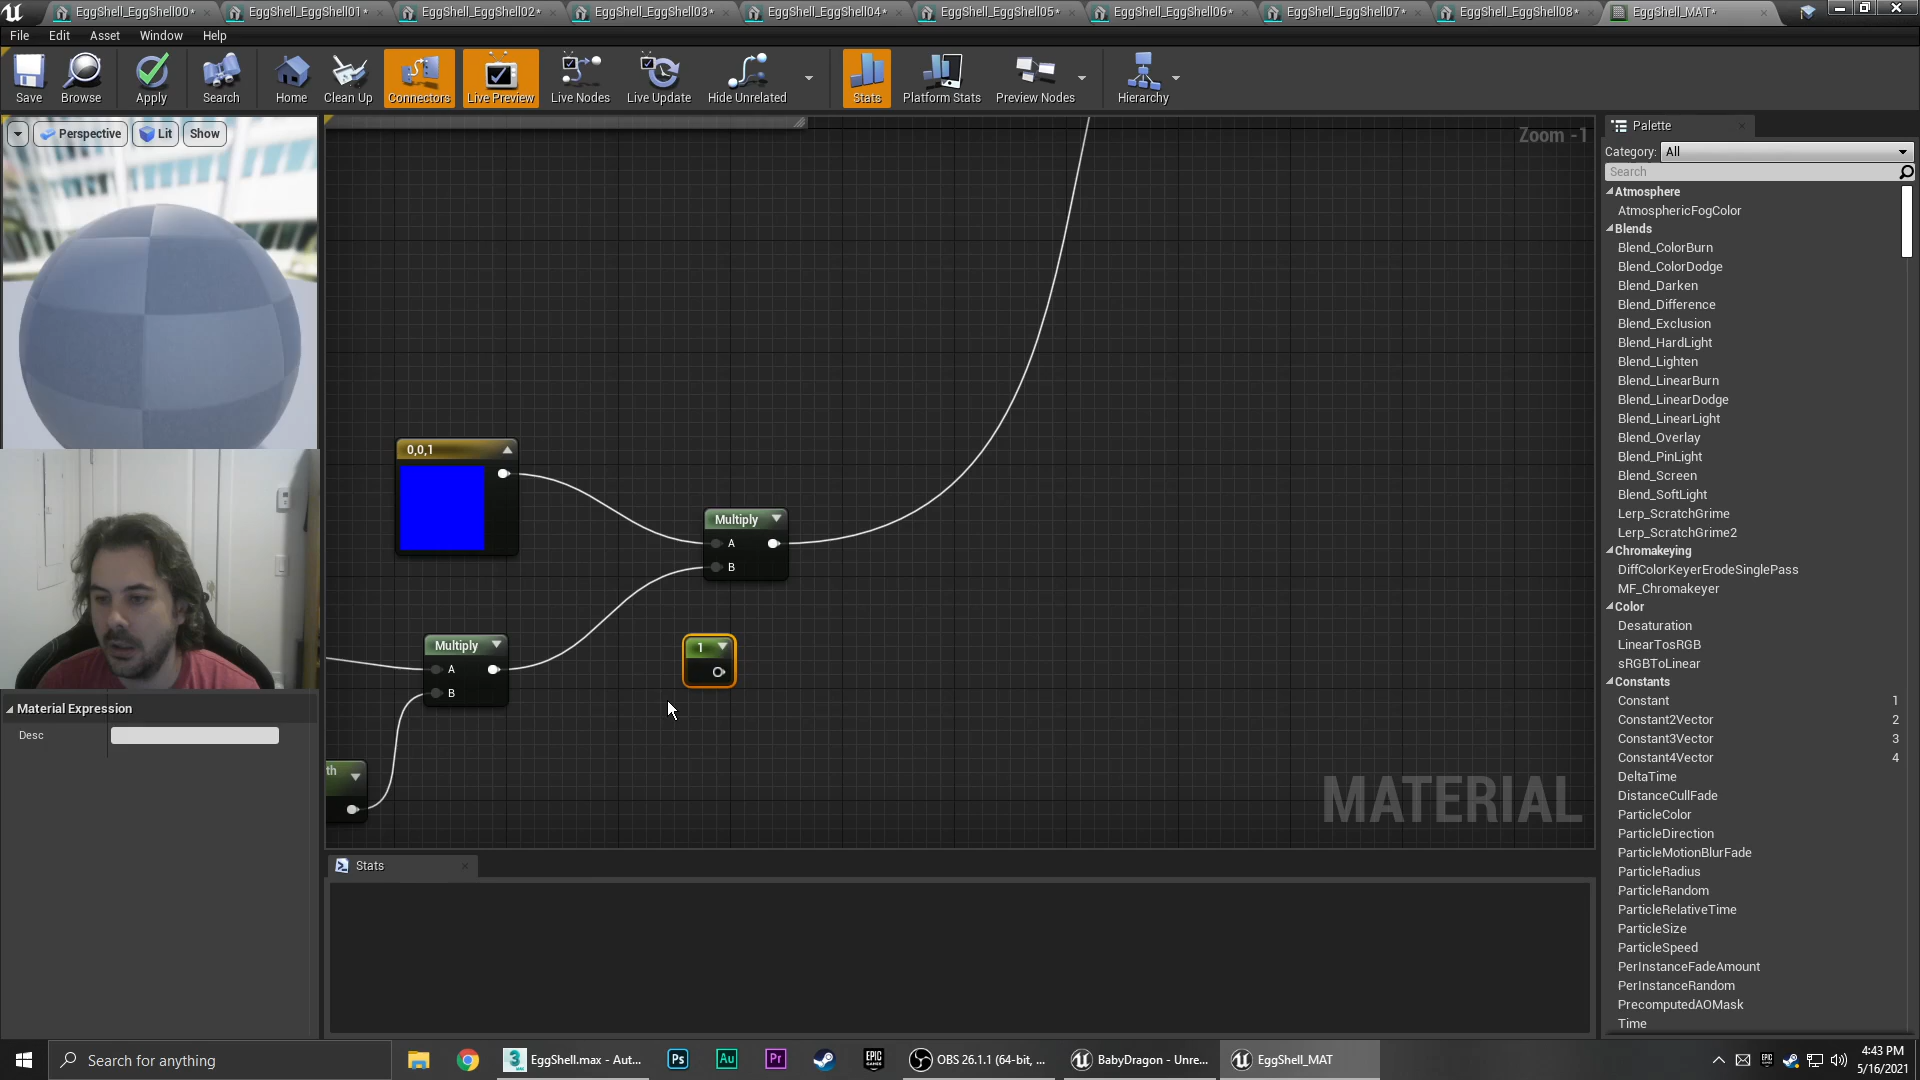 EggShell_EggShell00*
EggShell_EggShell01*
EggShell_EggShell02*
EggShell_EggShell03*
EggShell_EggShell04*
EggShell_EggShell05*
EggShell_EggShell06*
EggShell_EggShell07*
EggShell_EggShell08*
EggShell_MAT*
File Edit Asset Window Help
Save Browse Apply Search Home Clean Up Connectors Live Preview Live Nodes Live Update Hide Unrelated Stats Platform Stats Preview Nodes Hierarchy
Perspective Lit Show
Zoom -1
0,0,1
Multiply
A
B
Multiply
A
B
1
th
MATERIAL
Material Expression
Desc
Stats
Palette
Category: All
Search
Atmosphere
AtmosphericFogColor
Blends
Blend_ColorBurn
Blend_ColorDodge
Blend_Darken
Blend_Difference
Blend_Exclusion
Blend_HardLight
Blend_Lighten
Blend_LinearBurn
Blend_LinearDodge
Blend_LinearLight
Blend_Overlay
Blend_PinLight
Blend_Screen
Blend_SoftLight
Lerp_ScratchGrime
Lerp_ScratchGrime2
Chromakeying
DiffColorKeyerErodeSinglePass
MF_Chromakeyer
Color
Desaturation
LinearTosRGB
sRGBToLinear
Constants
Constant 1
Constant2Vector 2
Constant3Vector 3
Constant4Vector 4
DeltaTime
DistanceCullFade
ParticleColor
ParticleDirection
ParticleMotionBlurFade
ParticleRadius
ParticleRandom
ParticleRelativeTime
ParticleSize
ParticleSpeed
PerInstanceFadeAmount
PerInstanceRandom
PrecomputedAOMask
Time
Search for anything
3
EggShell.max - Aut...
Ps
Au
Pr
EPIC GAMES
OBS 26.1.1 (64-bit, ...
BabyDragon - Unre...
EggShell_MAT
4:43 PM
5/16/2021